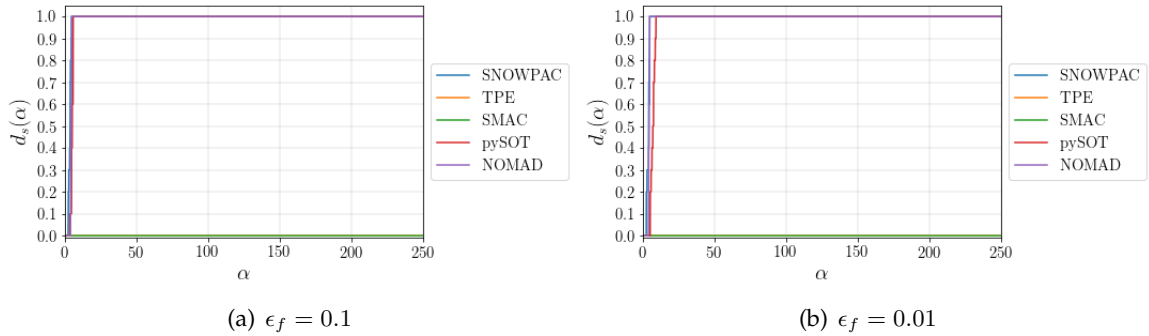 1.0
0.9
0.8
0.7
0.6
0.5
0.4
0.3
0.2
0.1
0.0
d_s(α)
0 50 100 150 200 250
α
SNOWPAC
TPE
SMAC
pySOT
NOMAD
(a) ϵ_f = 0.1
1.0
0.9
0.8
0.7
0.6
0.5
0.4
0.3
0.2
0.1
0.0
d_s(α)
0 50 100 150 200 250
α
SNOWPAC
TPE
SMAC
pySOT
NOMAD
(b) ϵ_f = 0.01